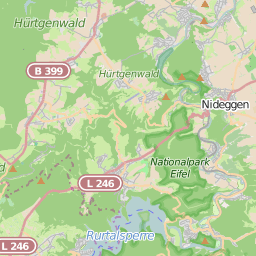 Hürtgenwald
B 399
Hürtgenwald
Nideggen
Nationalpark
Eifel
L 246
Rurtalsperre
L 246